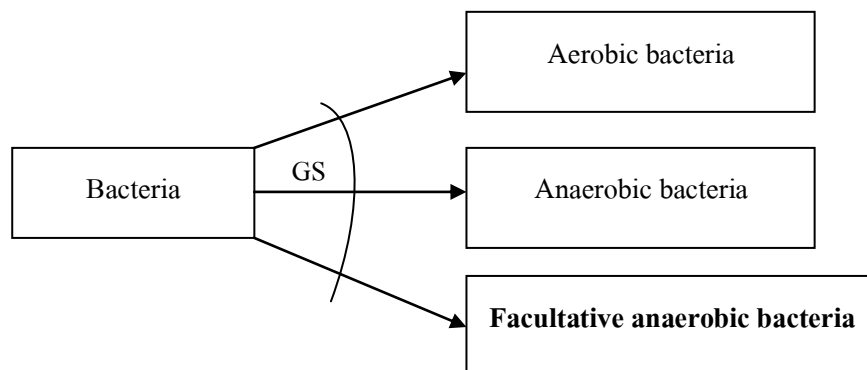 Aerobic bacteria
GS
Bacteria
Anaerobic bacteria
Facultative anaerobic bacteria